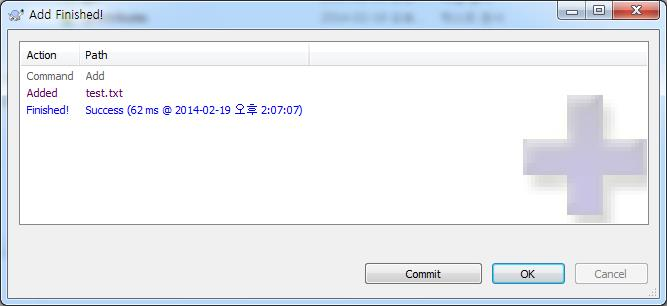 Add Finished!
Action Path
Command Add
Added test.txt
Finished! Success (62 ms @ 2014-02-19 오후 2:07:07)
Commit OK Cancel